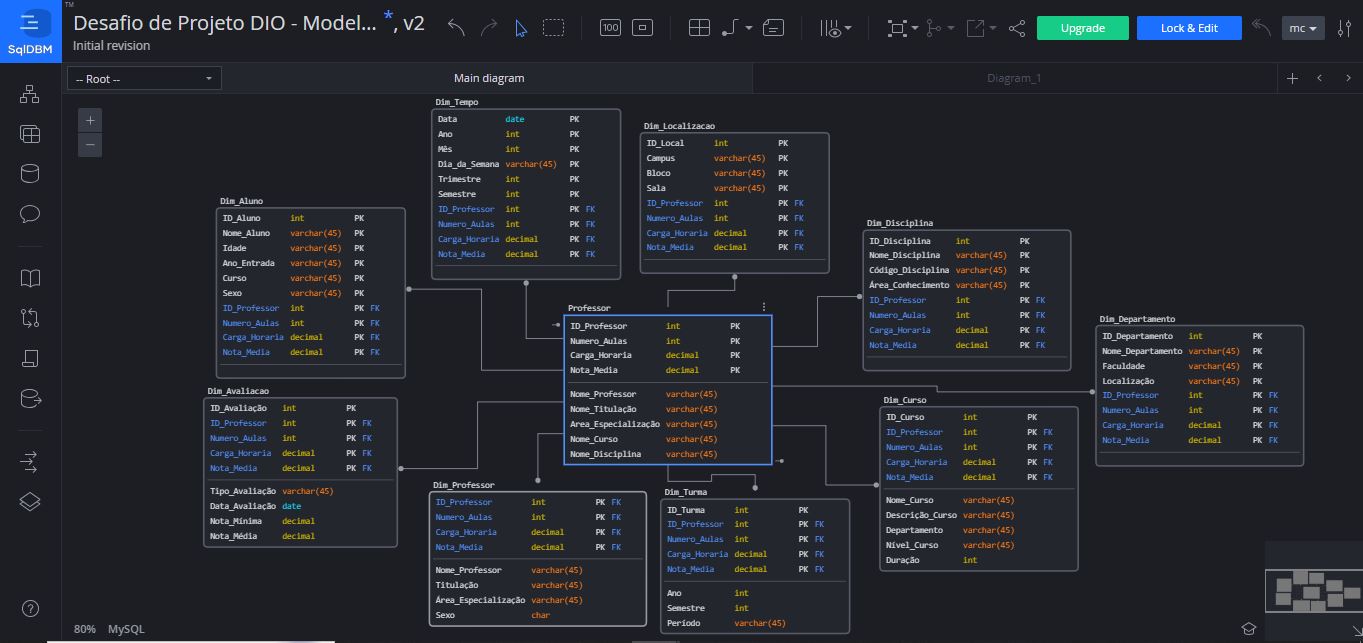 SqlDBM
TM
Desafio de Projeto DIO - Model... *, v2
Initial revision
100
Upgrade
Lock & Edit
mc
-- Root --
Main diagram
Diagram_1
Dim_Tempo
Data date PK
Ano int PK
Mês int PK
Dia_da_Semana varchar(45) PK
Trimestre int PK
Semestre int PK
ID_Professor int PK FK
Numero_Aulas int PK FK
Carga_Horaria decimal PK FK
Nota_Media decimal PK FK
Dim_Localizacao
ID_Local int PK
Campus varchar(45) PK
Bloco varchar(45) PK
Sala varchar(45) PK
ID_Professor int PK FK
Numero_Aulas int PK FK
Carga_Horaria decimal PK FK
Nota_Media decimal PK FK
Dim_Aluno
ID_Aluno int PK
Nome_Aluno varchar(45) PK
Idade varchar(45) PK
Ano_Entrada varchar(45) PK
Curso varchar(45) PK
Sexo varchar(45) PK
ID_Professor int PK FK
Numero_Aulas int PK FK
Carga_Horaria decimal PK FK
Nota_Media decimal PK FK
Dim_Disciplina
ID_Disciplina int PK
Nome_Disciplina varchar(45) PK
Código_Disciplina varchar(45) PK
Área_Conhecimento varchar(45) PK
ID_Professor int PK FK
Numero_Aulas int PK FK
Carga_Horaria decimal PK FK
Nota_Media decimal PK FK
Professor
ID_Professor int PK
Numero_Aulas int PK
Carga_Horaria decimal PK
Nota_Media decimal PK
Nome_Professor varchar(45)
Nome_Titulação varchar(45)
Area_Especialização varchar(45)
Nome_Curso varchar(45)
Nome_Disciplina varchar(45)
Dim_Departamento
ID_Departamento int PK
Nome_Departamento varchar(45) PK
Faculdade varchar(45) PK
Localização varchar(45) PK
ID_Professor int PK FK
Numero_Aulas int PK FK
Carga_Horaria decimal PK FK
Nota_Media decimal PK FK
Dim_Avaliacao
ID_Avaliação int PK
ID_Professor int PK FK
Numero_Aulas int PK FK
Carga_Horaria decimal PK FK
Nota_Media decimal PK FK
Tipo_Avaliação varchar(45)
Data_Avaliação date
Nota_Mínima decimal
Nota_Média decimal
Dim_Curso
ID_Curso int PK
ID_Professor int PK FK
Numero_Aulas int PK FK
Carga_Horaria decimal PK FK
Nota_Media decimal PK FK
Nome_Curso varchar(45)
Descrição_Curso varchar(45)
Departamento varchar(45)
Nível_Curso varchar(45)
Duração int
Dim_Professor
ID_Professor int PK FK
Numero_Aulas int PK FK
Carga_Horaria decimal PK FK
Nota_Media decimal PK FK
Nome_Professor varchar(45)
Titulação varchar(45)
Área_Especialização varchar(45)
Sexo char
Dim_Turma
ID_Turma int PK
ID_Professor int PK FK
Numero_Aulas int PK FK
Carga_Horaria decimal PK FK
Nota_Media decimal PK FK
Ano int
Semestre int
Período varchar(45)
80% MySQL